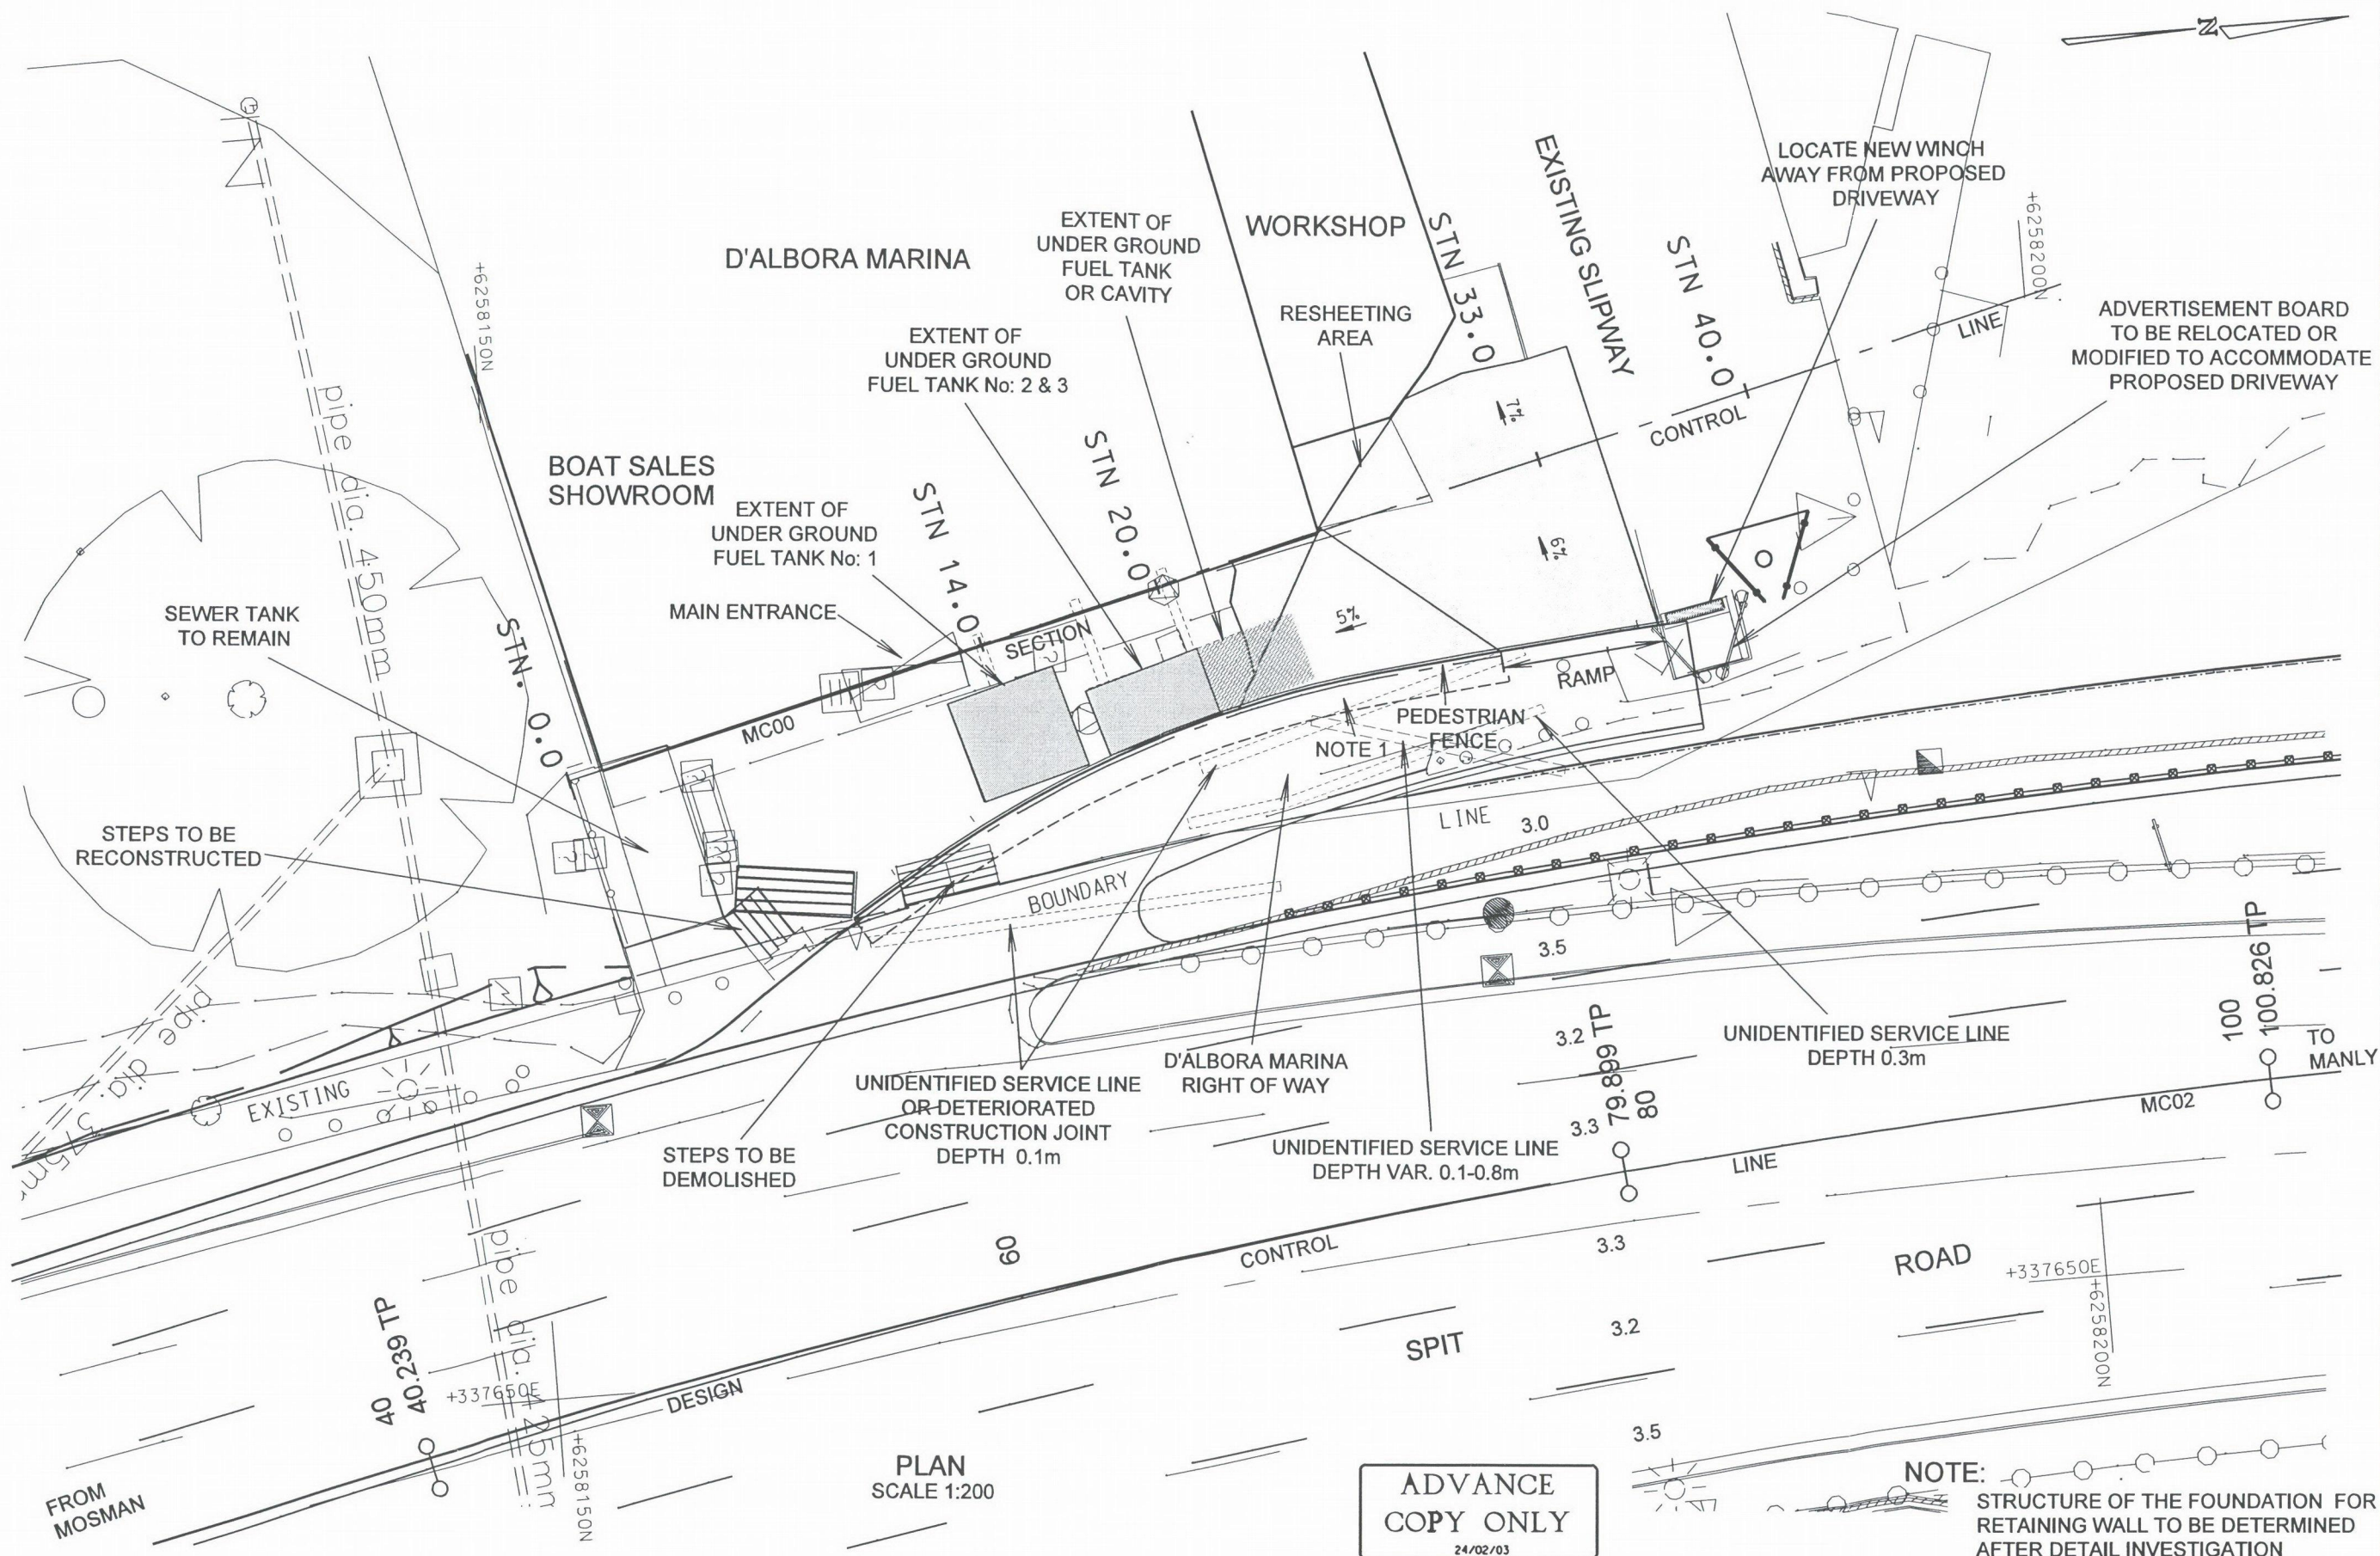 N
LOCATE NEW WINCH
AWAY FROM PROPOSED
DRIVEWAY
+6258200N
EXISTING SLIPWAY
EXTENT OF
UNDER GROUND
FUEL TANK
OR CAVITY
WORKSHOP
STN 33.0
STN 40.0
D'ALBORA MARINA
+6258150N
RESHEETING
AREA
LINE
ADVERTISEMENT BOARD
TO BE RELOCATED OR
MODIFIED TO ACCOMMODATE
PROPOSED DRIVEWAY
EXTENT OF
UNDER GROUND
FUEL TANK No: 2 & 3
7%
CONTROL
pipe dia. 450mm
BOAT SALES
SHOWROOM
STN 20.0
STN 14.0
EXTENT OF
UNDER GROUND
FUEL TANK No: 1
6%
SEWER TANK
TO REMAIN
STN. 0.0
MAIN ENTRANCE
SECTION
5%
RAMP
MC00
PEDESTRIAN
FENCE
NOTE 1
LINE
3.0
STEPS TO BE
RECONSTRUCTED
BOUNDARY
3.5
100
100.826 TP
TO
MANLY
UNIDENTIFIED SERVICE LINE
DEPTH 0.3m
3.2
79.899 TP
80
D'ALBORA MARINA
RIGHT OF WAY
UNIDENTIFIED SERVICE LINE
OR DETERIORATED
CONSTRUCTION JOINT
DEPTH 0.1m
EXISTING
MC02
3.3
UNIDENTIFIED SERVICE LINE
DEPTH VAR. 0.1-0.8m
STEPS TO BE
DEMOLISHED
LINE
60
CONTROL
3.3
ROAD
+337650E
+6258200N
3.2
SPIT
40
40.239 TP
+337650E
DESIGN
3.5
+6258150N
PLAN
SCALE 1:200
FROM
MOSMAN
ADVANCE
COPY ONLY
24/02/03
NOTE:
STRUCTURE OF THE FOUNDATION FOR
RETAINING WALL TO BE DETERMINED
AFTER DETAIL INVESTIGATION